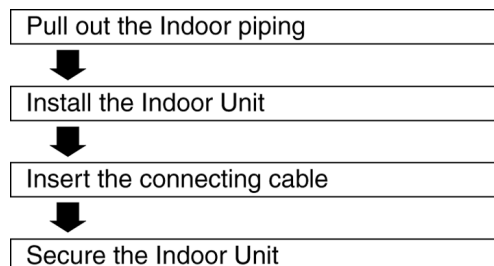 Pull out the Indoor piping
Install the Indoor Unit
Insert the connecting cable
Secure the Indoor Unit